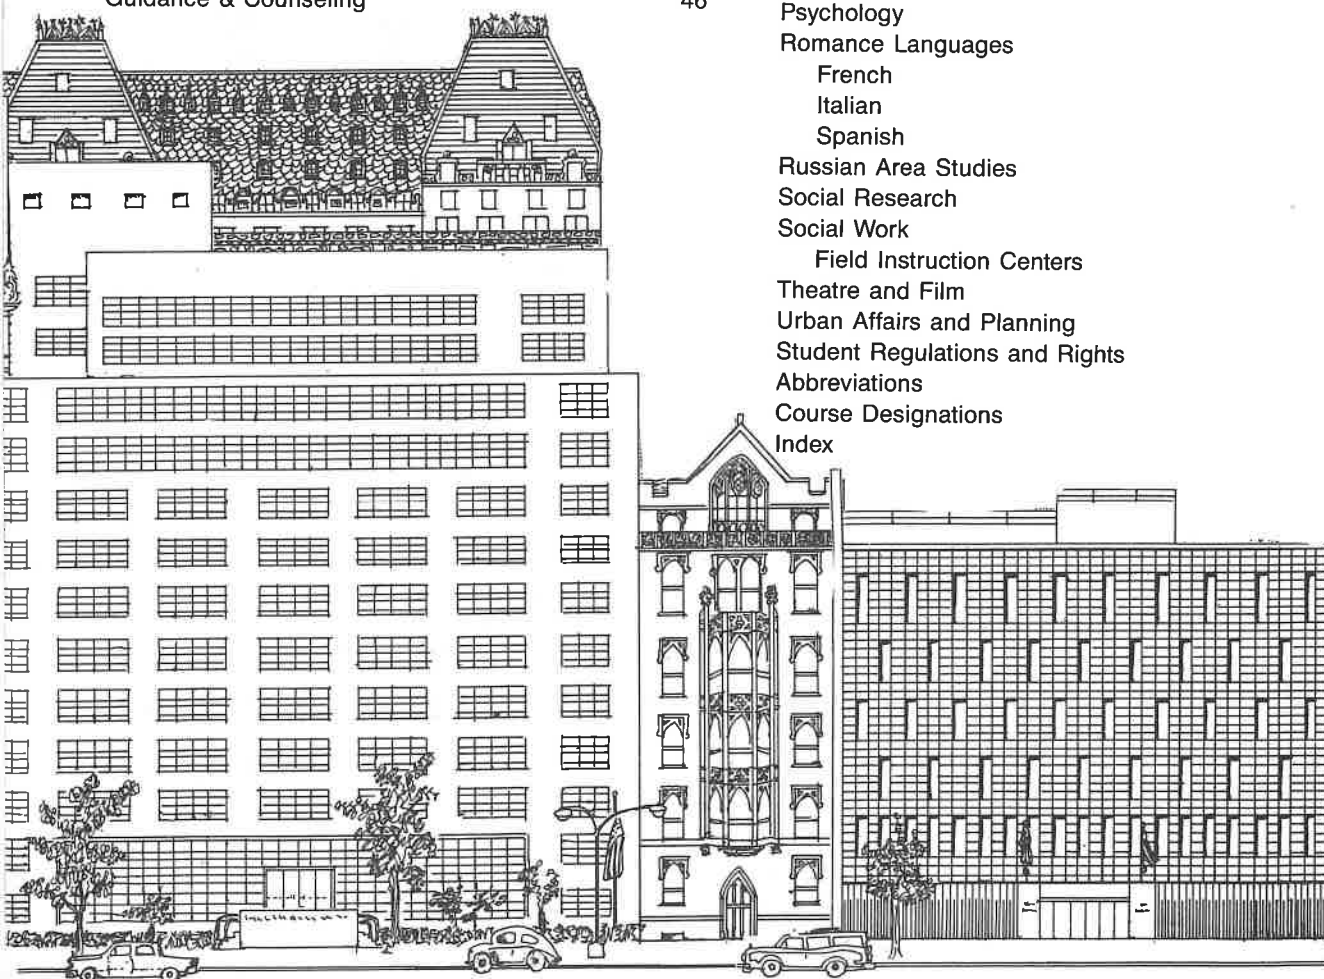 Guidance & Counseling 46
Psychology
Romance Languages
French
Italian
Spanish
Russian Area Studies
Social Research
Social Work
Field Instruction Centers
Theatre and Film
Urban Affairs and Planning
Student Regulations and Rights
Abbreviations
Course Designations
Index